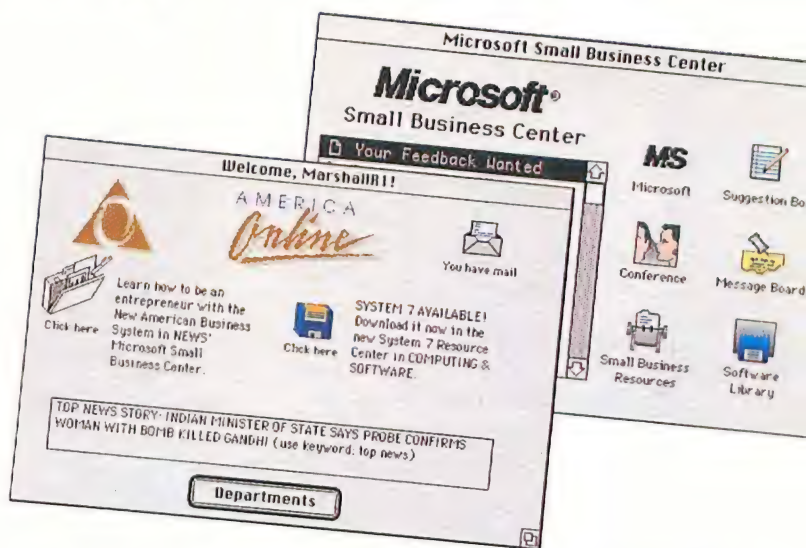 Microsoft Small Business Center
Microsoft®
Small Business Center
Your Feedback Wanted
MS
Microsoft
Suggestion Bo
Conference
Message Board
Small Business
Resources
Software
Library
Welcome, MarshallR1!
AMERICA
Online
You have mail
Click here
Learn how to be an
entrepreneur with the
New American Business
System in NEWS'
Microsoft Small
Business Center.
Click here
SYSTEM 7 AVAILABLE!
Download it now in the
new System 7 Resource
Center in COMPUTING &
SOFTWARE.
TOP NEWS STORY- INDIAN MINISTER OF STATE SAYS PROBE CONFIRMS
WOMAN WITH BOMB KILLED GANDHI (use keyword: top news)
Departments